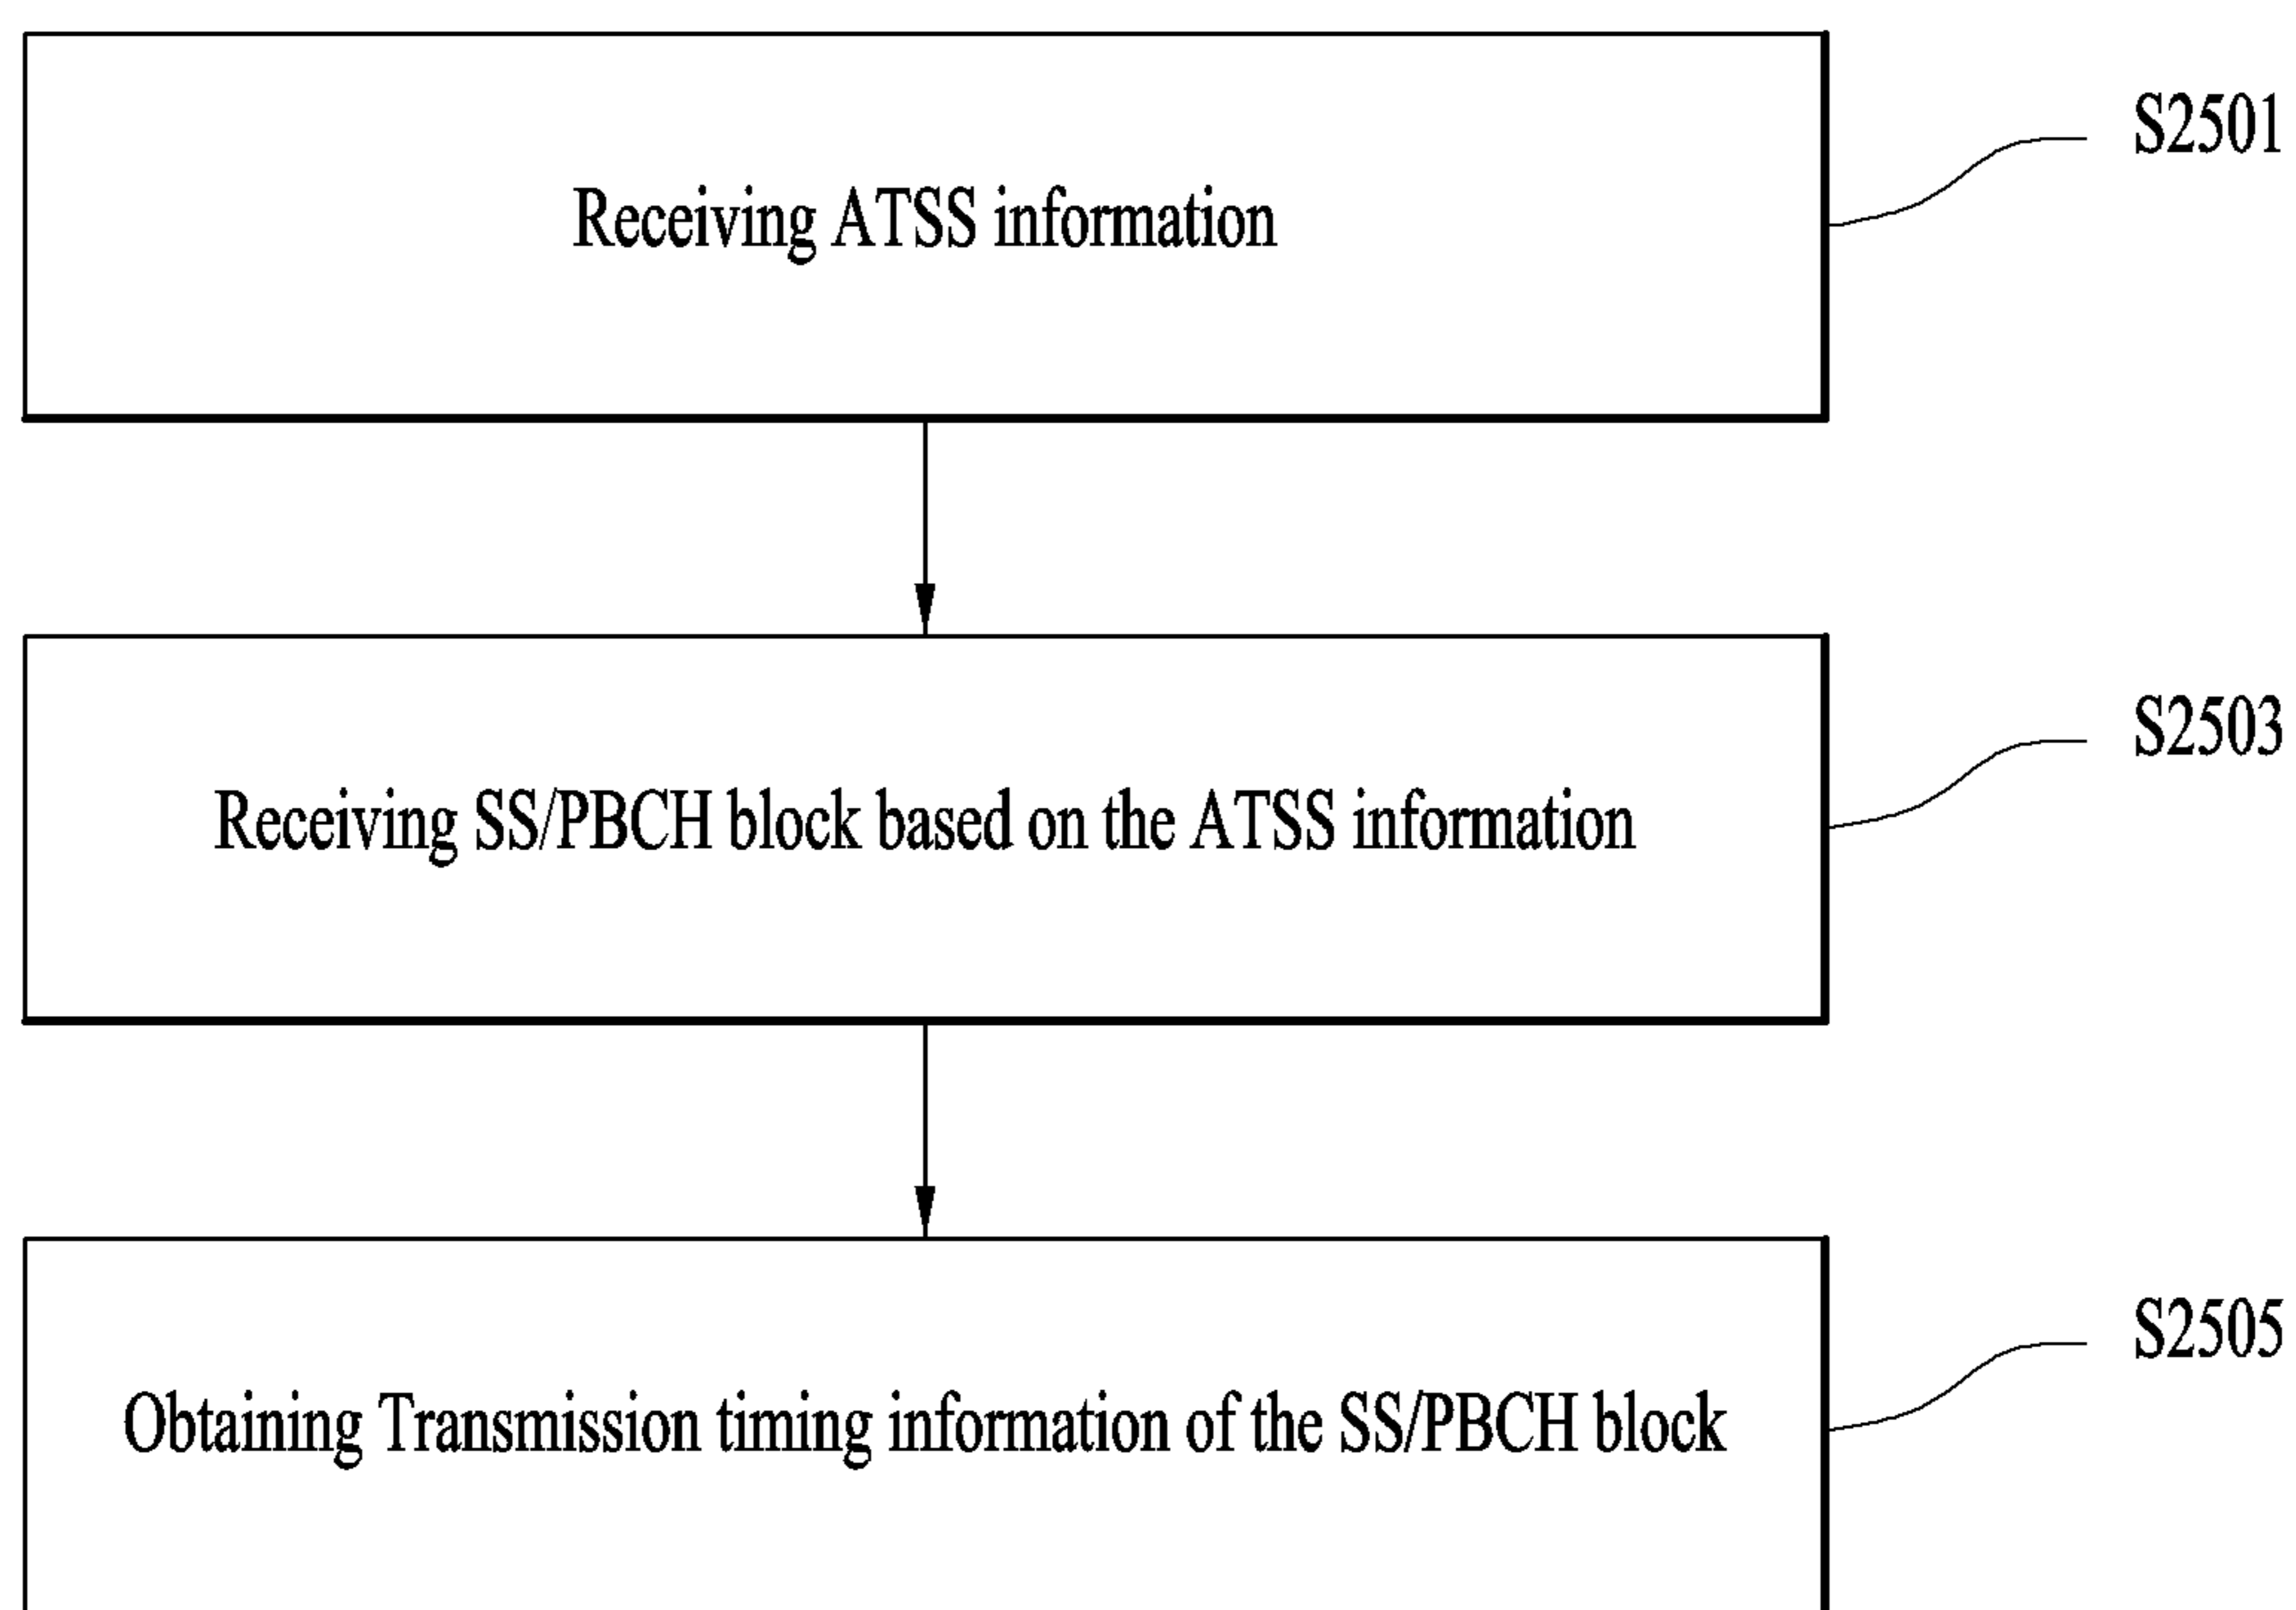 Receiving ATSS information
S2501
Receiving SS/PBCH block based on the ATSS information
S2503
Obtaining Transmission timing information of the SS/PBCH block
S2505